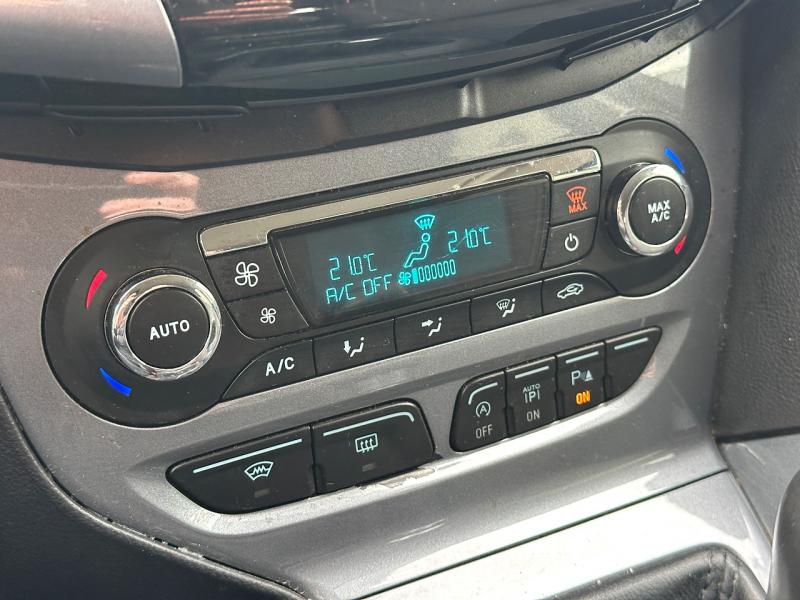 MAX
MAX
A/C
21.0°C
21.0°C
A/C OFF
AUTO
A/C
A
OFF
AUTO
P
ON
P
ON